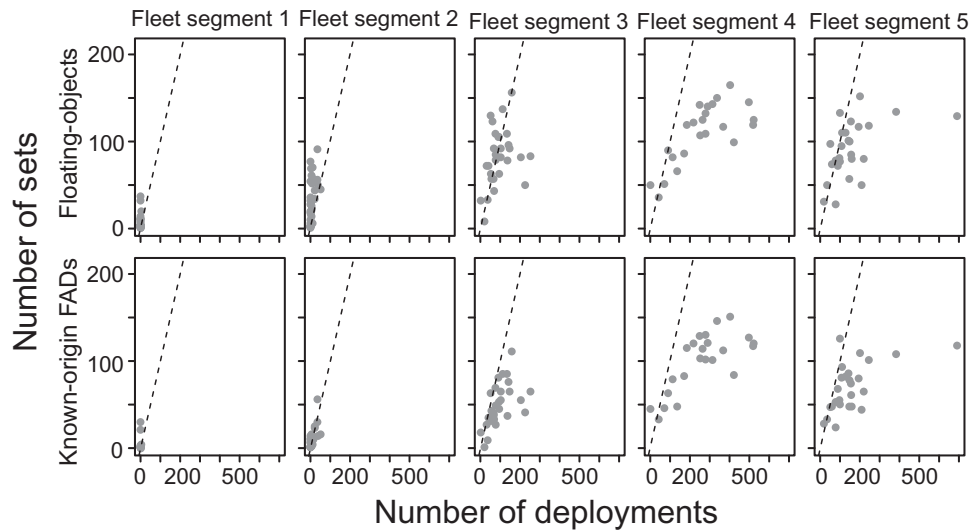 Fleet segment 1 Fleet segment 2 Fleet segment 3 Fleet segment 4 Fleet segment 5
Number of sets
Floating-objects
200
100
0
Known-origin FADs
200
100
0
0 200 500 0 200 500 0 200 500 0 200 500 0 200 500
Number of deployments